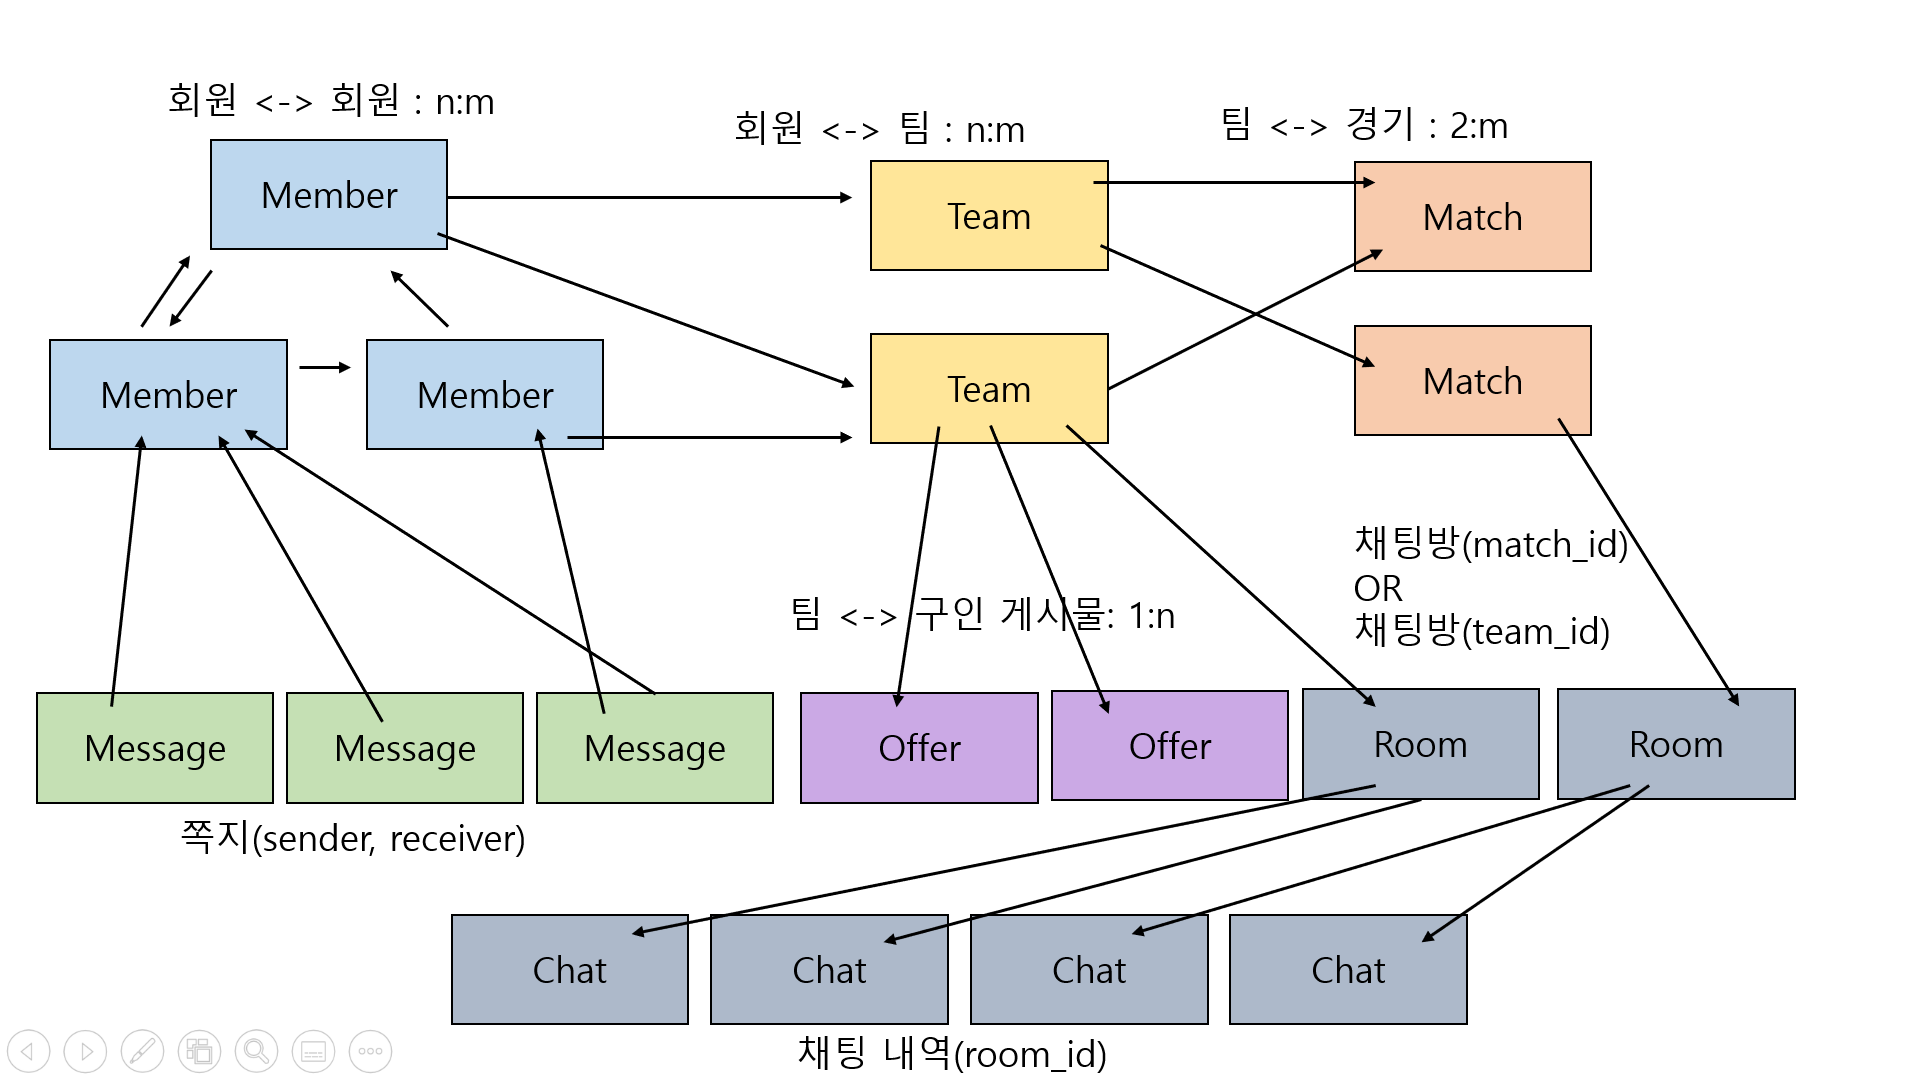 회원 <-> 회원 : n:m
회원 <-> 팀 : n:m
팀 <-> 경기 : 2:m
Member
Team
Match
Member
Member
Team
Match
채팅방(match_id)
OR
채팅방(team_id)
팀 <-> 구인 게시물: 1:n
Message
Message
Message
Offer
Offer
Room
Room
쪽지(sender, receiver)
Chat
Chat
Chat
Chat
채팅 내역(room_id)